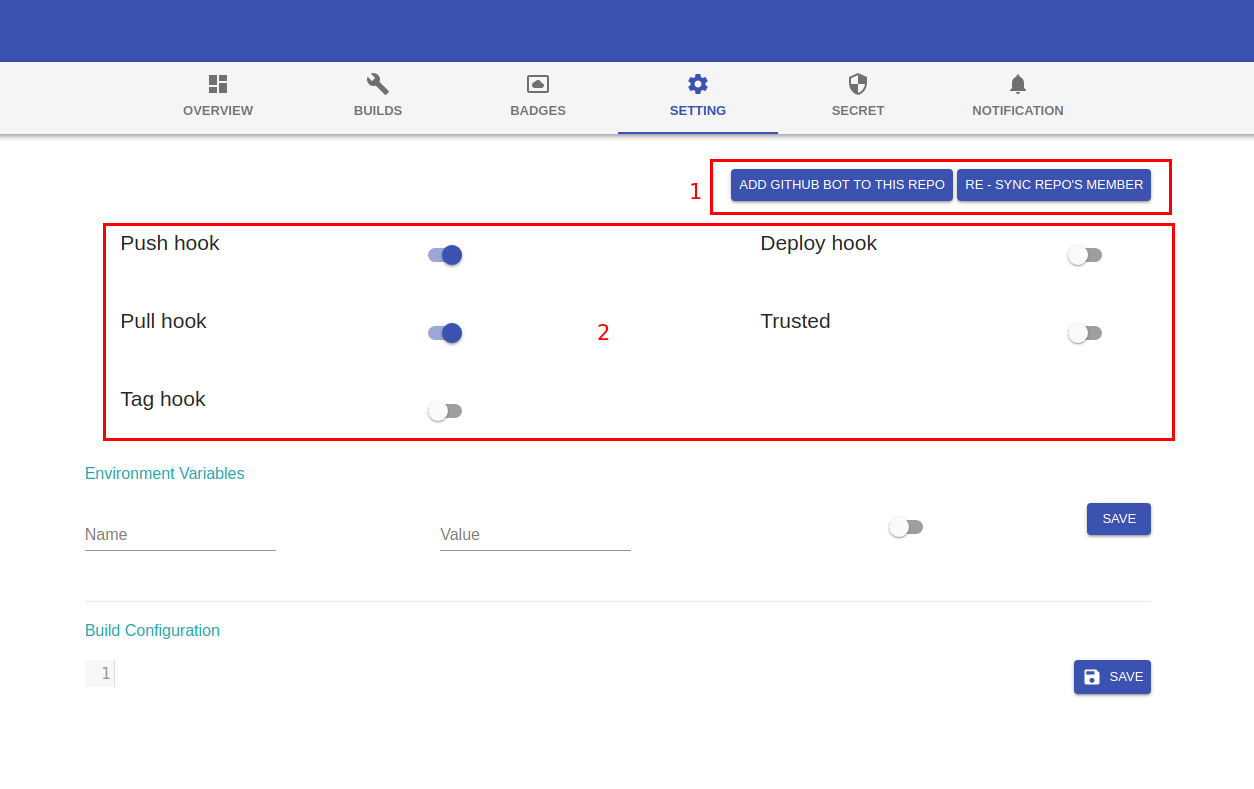 OVERVIEW BUILDS BADGES SETTING SECRET NOTIFICATION
1 ADD GITHUB BOT TO THIS REPO RE - SYNC REPO'S MEMBER
Push hook Deploy hook
Pull hook 2 Trusted
Tag hook
Environment Variables
Name Value SAVE
Build Configuration
1 SAVE